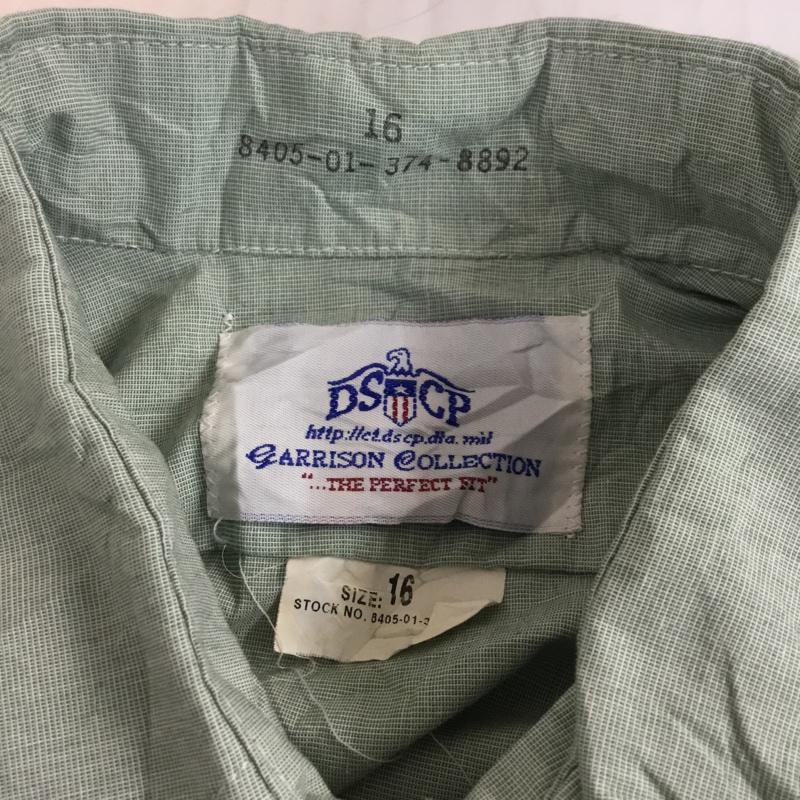 16
8405-01-374-8892
DSCP
http://ct.dscp.dla.mil
GARRISON COLLECTION
"...THE PERFECT FIT"
SIZE: 16
STOCK NO. 8405-01-3